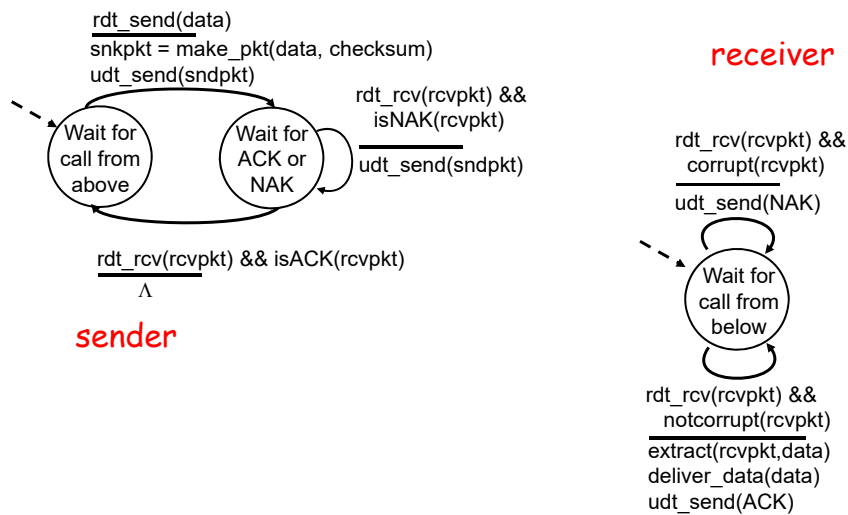 rdt_send(data)
snkpkt = make_pkt(data, checksum)
udt_send(sndpkt)
Wait for
call from
above
Wait for
ACK or
NAK
rdt_rcv(rcvpkt) &&
isNAK(rcvpkt)
udt_send(sndpkt)
rdt_rcv(rcvpkt) && isACK(rcvpkt)
Λ
sender
receiver
rdt_rcv(rcvpkt) &&
corrupt(rcvpkt)
udt_send(NAK)
Wait for
call from
below
rdt_rcv(rcvpkt) &&
notcorrupt(rcvpkt)
extract(rcvpkt,data)
deliver_data(data)
udt_send(ACK)